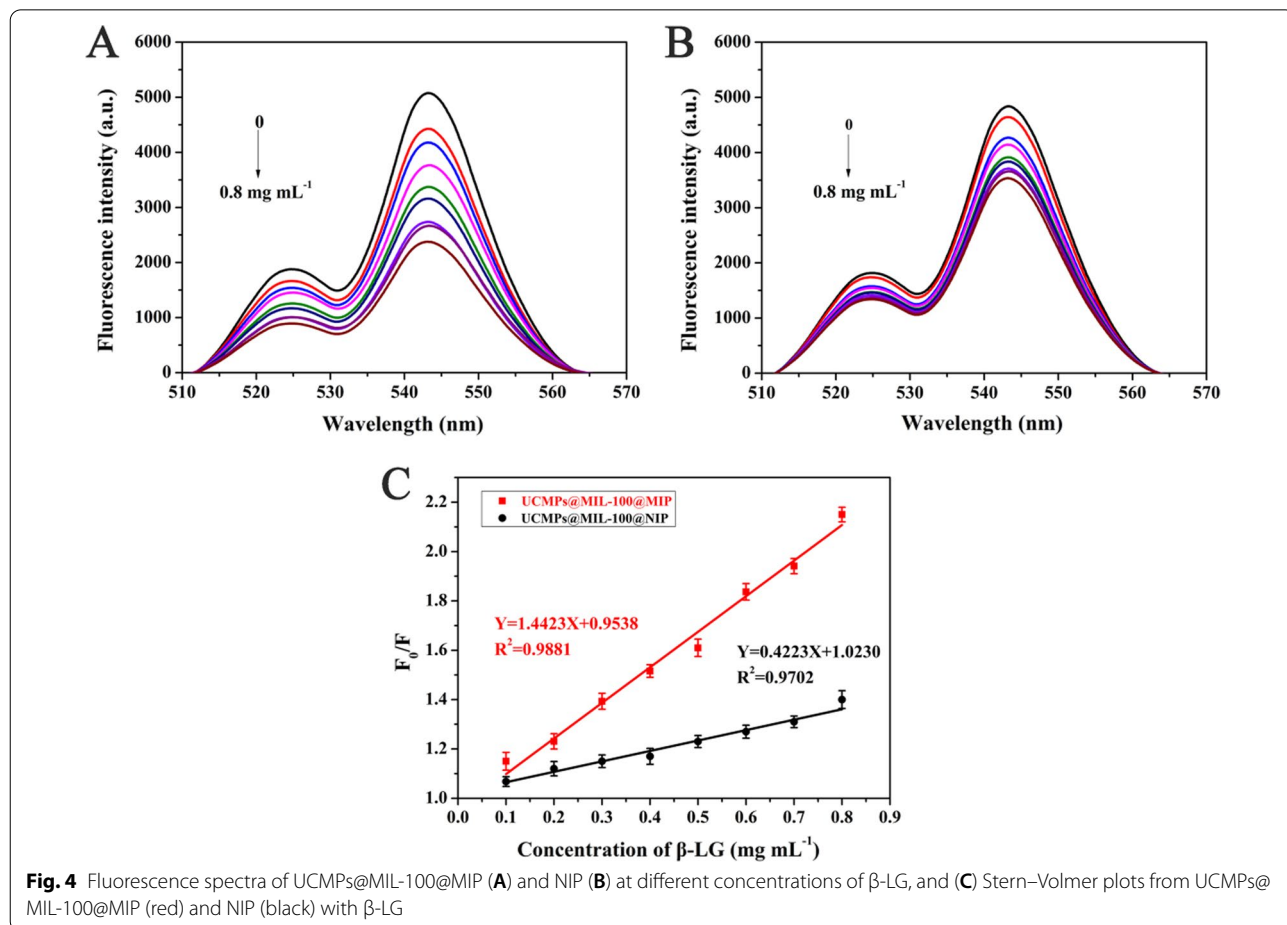 A
Fluorescence intensity (a.u.)
6000
5000
4000
3000
2000
1000
0
0
0.8 mg mL⁻¹
510 520 530 540 550 560 570
Wavelength (nm)
B
Fluorescence intensity (a.u.)
6000
5000
4000
3000
2000
1000
0
0
0.8 mg mL⁻¹
510 520 530 540 550 560 570
Wavelength (nm)
C
F₀/F
2.2
2.0
1.8
1.6
1.4
1.2
1.0
UCMPs@MIL-100@MIP
UCMPs@MIL-100@NIP
Y=1.4423X+0.9538
R²=0.9881
Y=0.4223X+1.0230
R²=0.9702
0.0 0.1 0.2 0.3 0.4 0.5 0.6 0.7 0.8 0.9
Concentration of β-LG (mg mL⁻¹)
Fig. 4 Fluorescence spectra of UCMPs@MIL-100@MIP (A) and NIP (B) at different concentrations of β-LG, and (C) Stern–Volmer plots from UCMPs@
MIL-100@MIP (red) and NIP (black) with β-LG